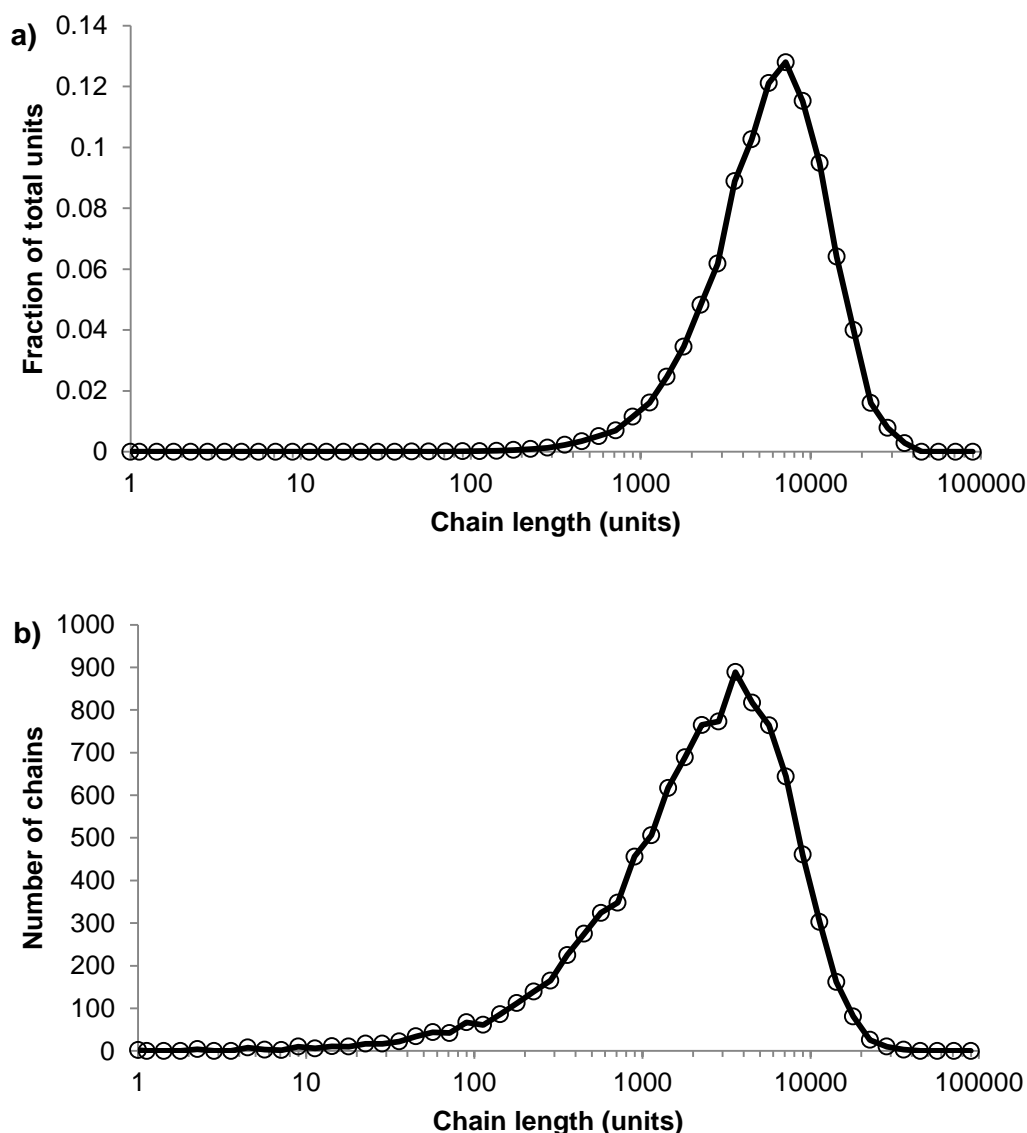 a)
Fraction of total units
0.14
0.12
0.1
0.08
0.06
0.04
0.02
0
1 10 100 1000 10000 100000
Chain length (units)
b)
Number of chains
1000
900
800
700
600
500
400
300
200
100
0
1 10 100 1000 10000 100000
Chain length (units)